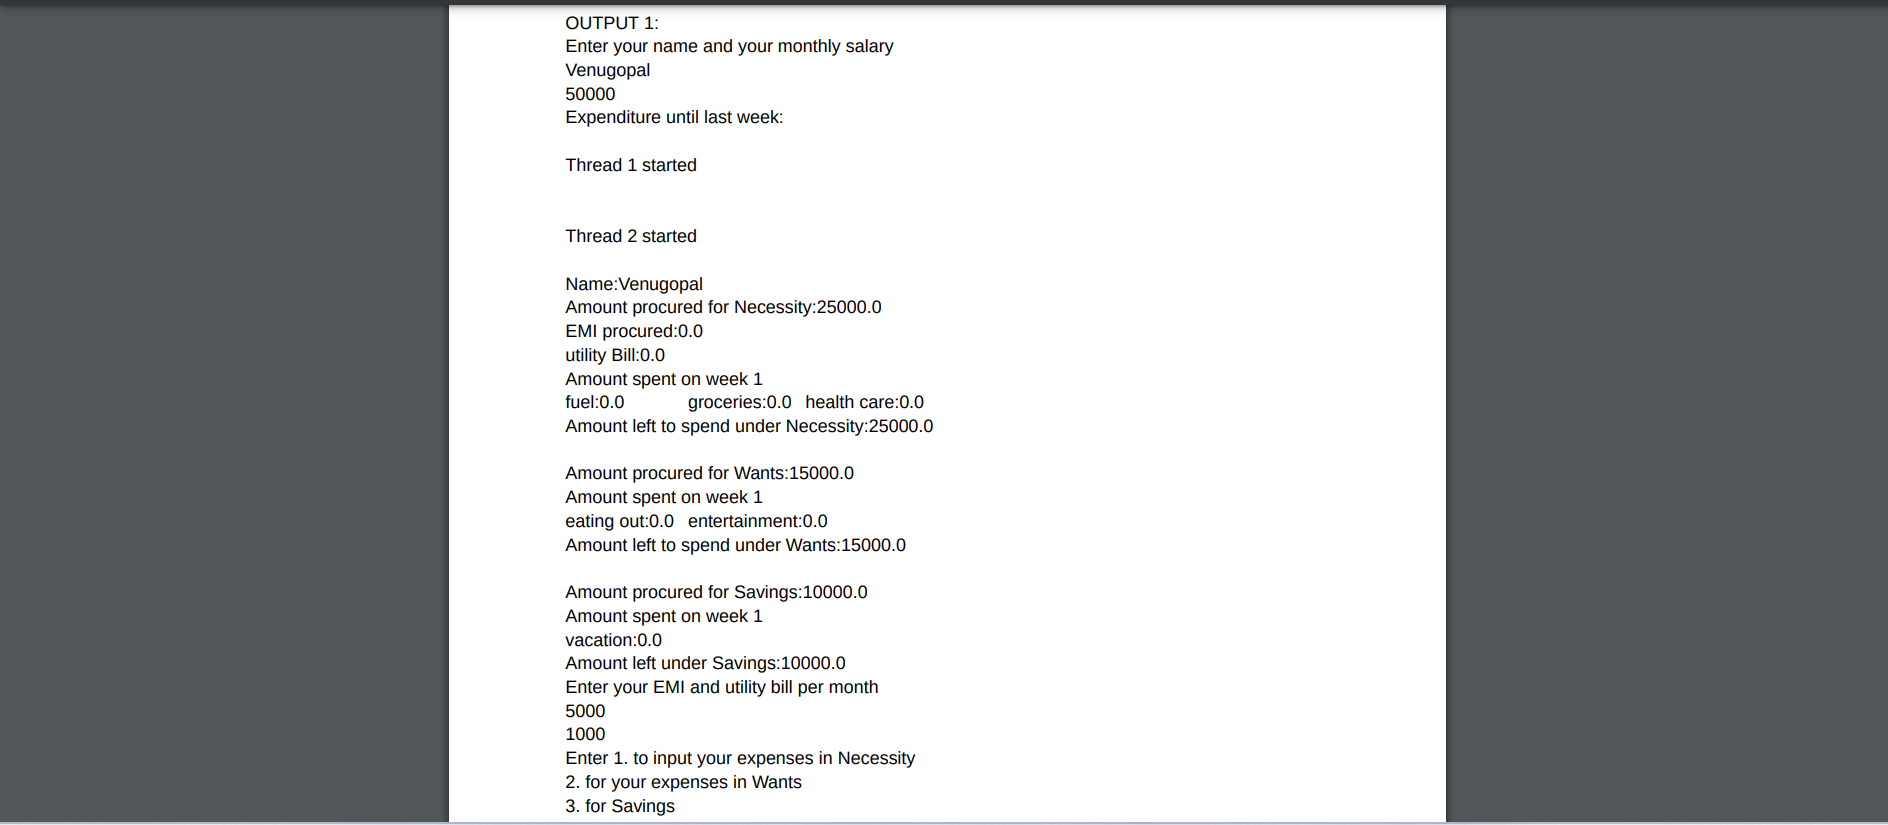 OUTPUT 1:
Enter your name and your monthly salary
Venugopal
50000
Expenditure until last week:
Thread 1 started
Thread 2 started
Name:Venugopal
Amount procured for Necessity:25000.0
EMI procured:0.0
utility Bill:0.0
Amount spent on week 1
fuel:0.0 groceries:0.0 health care:0.0
Amount left to spend under Necessity:25000.0
Amount procured for Wants:15000.0
Amount spent on week 1
eating out:0.0 entertainment:0.0
Amount left to spend under Wants:15000.0
Amount procured for Savings:10000.0
Amount spent on week 1
vacation:0.0
Amount left under Savings:10000.0
Enter your EMI and utility bill per month
5000
1000
Enter 1. to input your expenses in Necessity
2. for your expenses in Wants
3. for Savings